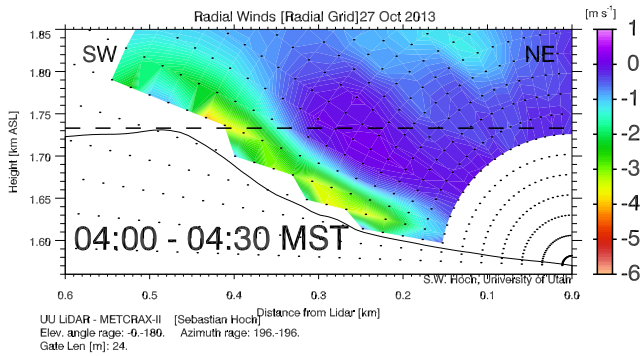 Radial Winds [Radial Grid]27 Oct 2013
[m s⁻¹]
SW
NE
1.85
1.80
1.75
1.70
1.65
1.60
Height [km ASL]
1
0
-1
-2
-3
-4
-5
-6
04:00 - 04:30 MST
S.W. Hoch, University of Utah
0.6 0.5 0.4 0.3 0.2 0.1 0.0
Distance from Lidar [km]
UU LiDAR - METCRAX-II [Sebastian Hoch]
Elev. angle rage: -0.-180. Azimuth rage: 196.-196.
Gate Len [m]: 24.